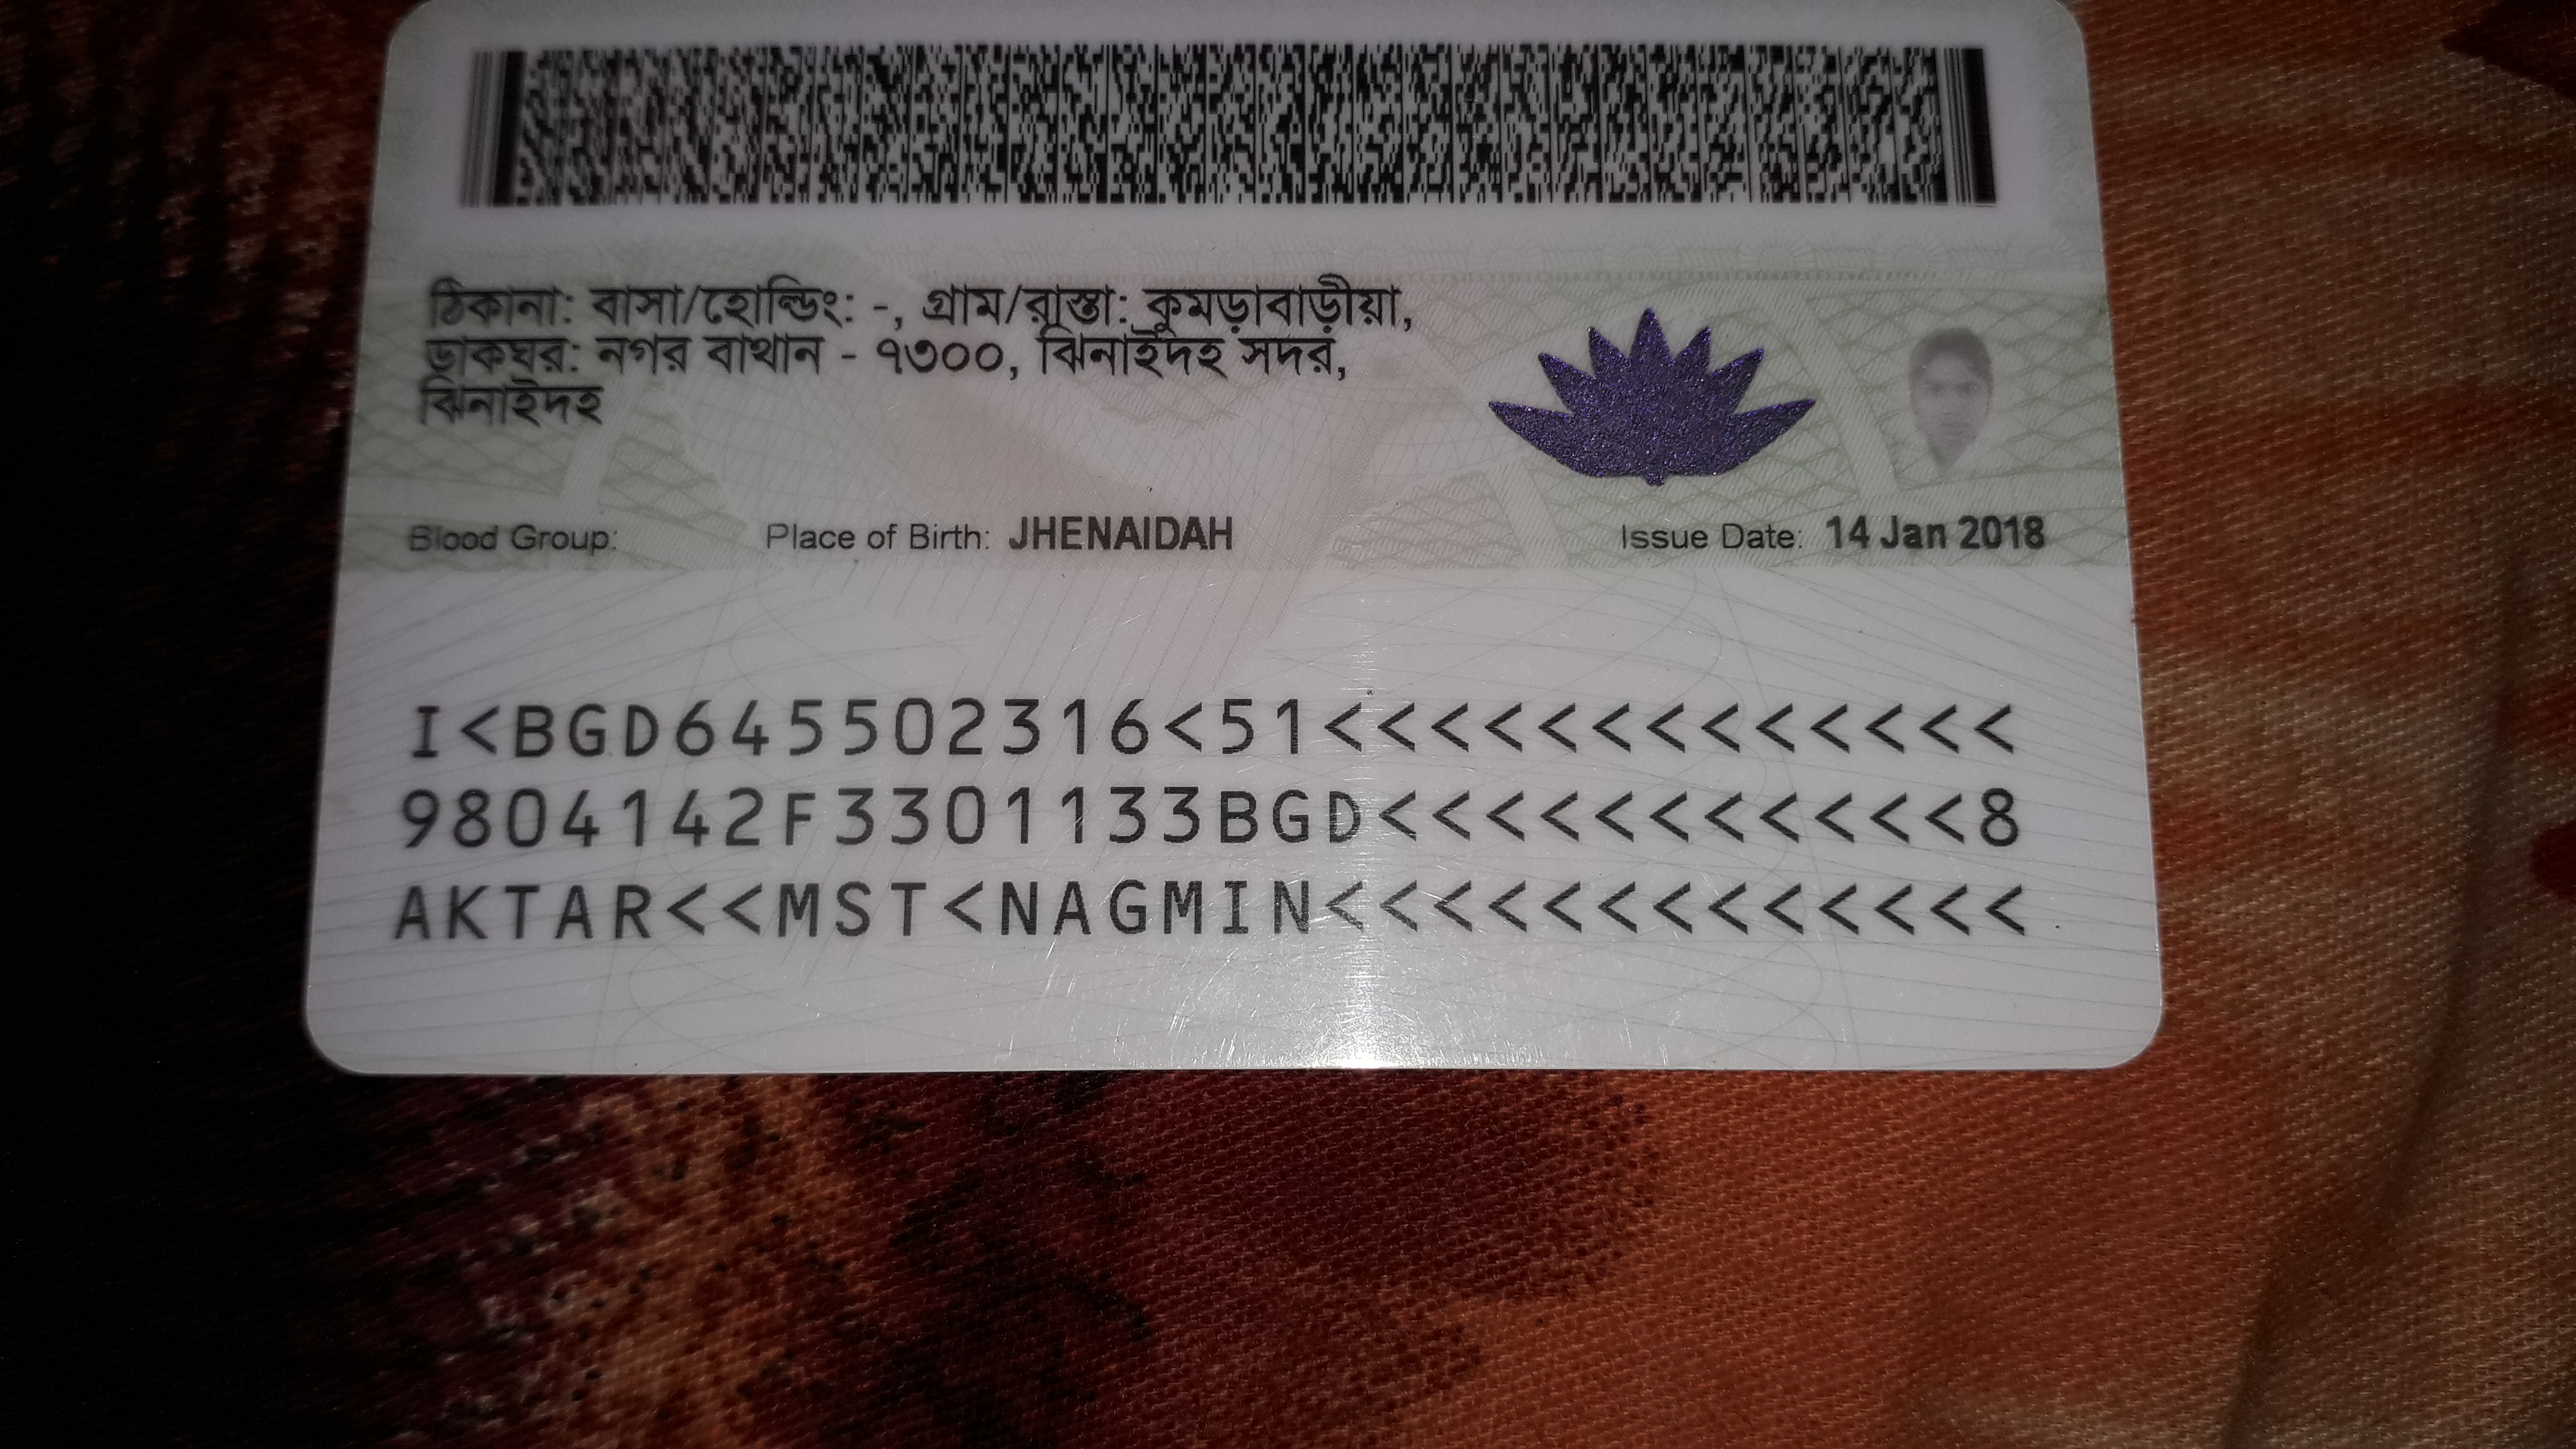 ঠিকানা: বাসা/হোল্ডিং: -, গ্রাম/রাস্তা: কুমড়াবাড়ীয়া,
ডাকঘর: নগর বাথান - ৭৩০০, ঝিনাইদহ সদর,
ঝিনাইদহ
Blood Group: Place of Birth: JHENAIDAH Issue Date: 14 Jan 2018
I<BGD645502316<51<<<<<<<<<<<<<
9804142F3301133BGD<<<<<<<<<<<8
AKTAR<<MST<NAGMIN<<<<<<<<<<<<<